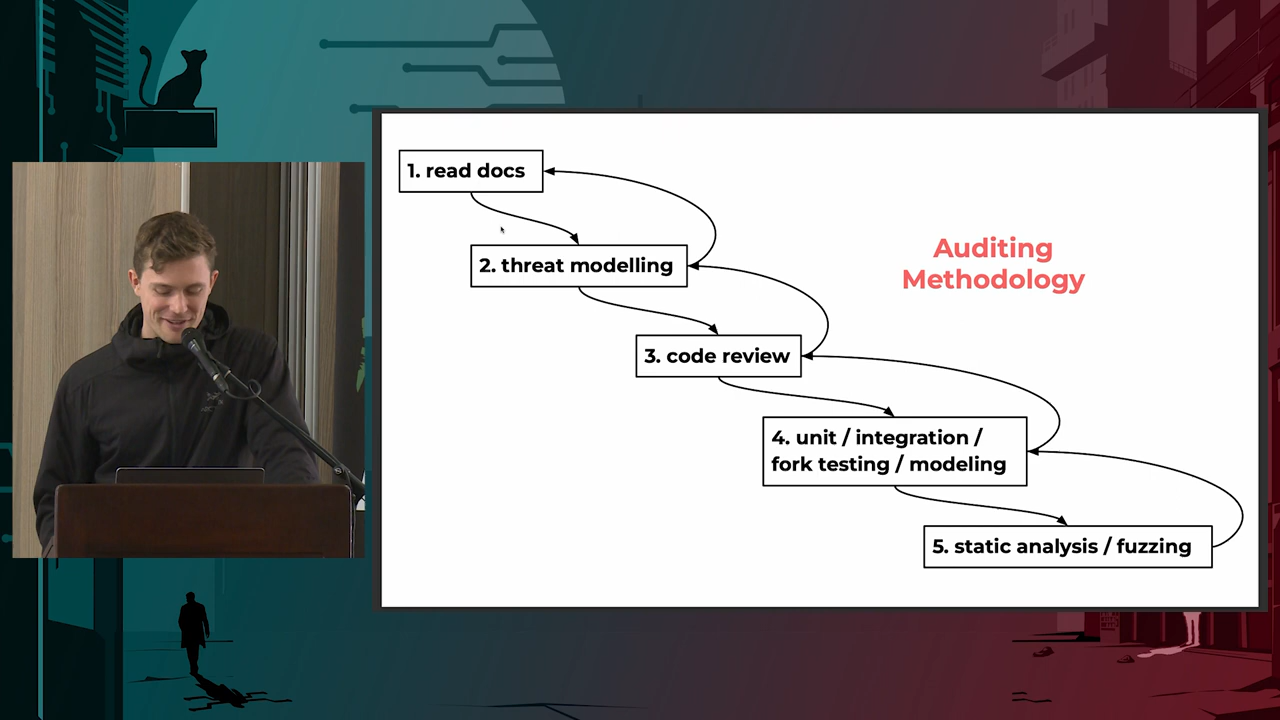 1. read docs
2. threat modelling
Auditing
Methodology
3. code review
4. unit / integration /
fork testing / modeling
5. static analysis / fuzzing